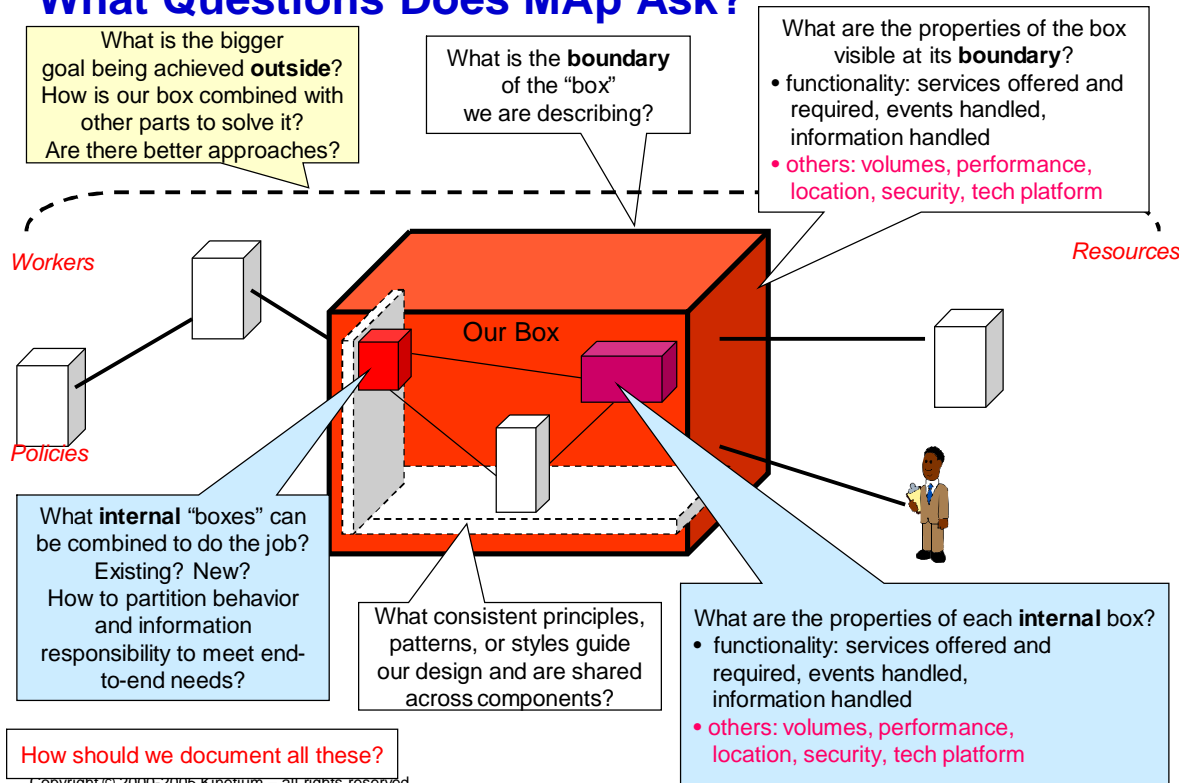 What Questions Does MAp Ask?
What is the bigger
goal being achieved outside?
How is our box combined with
other parts to solve it?
Are there better approaches?
What is the boundary
of the “box”
we are describing?
What are the properties of the box
visible at its boundary?
• functionality: services offered and
required, events handled,
information handled
• others: volumes, performance,
location, security, tech platform
Workers
Resources
Our Box
Policies
What internal “boxes” can
be combined to do the job?
Existing? New?
How to partition behavior
and information
responsibility to meet end-
to-end needs?
What consistent principles,
patterns, or styles guide
our design and are shared
across components?
What are the properties of each internal box?
• functionality: services offered and
required, events handled,
information handled
• others: volumes, performance,
location, security, tech platform
How should we document all these?
Copyright © 2000-2005 Kinetium all rights reserved